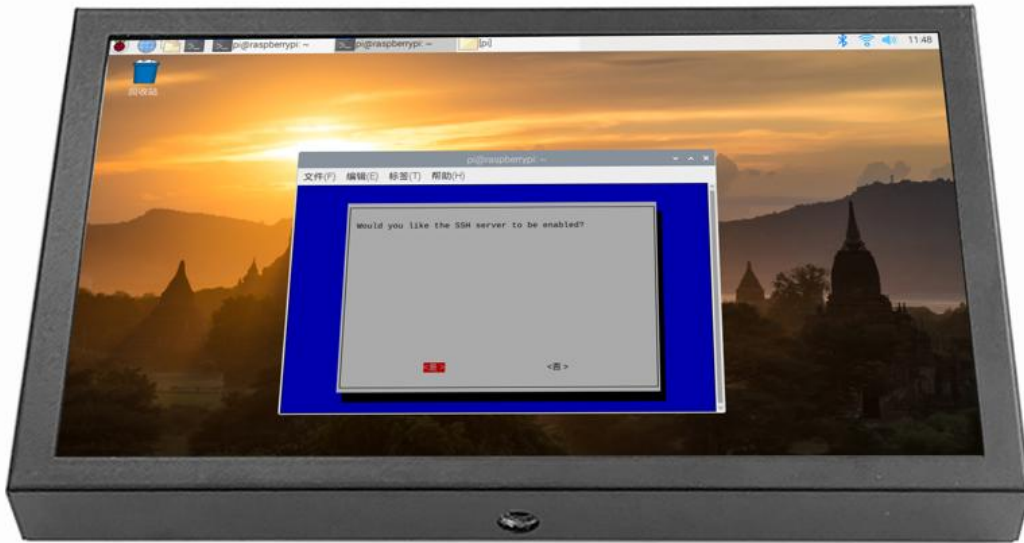 pi@raspberrypi: ~
pi@raspberrypi: ~
[pi]
11:48
回收站
pi@raspberrypi: ~
文件(F) 编辑(E) 标签(T) 帮助(H)
Would you like the SSH server to be enabled?
<是> <否>